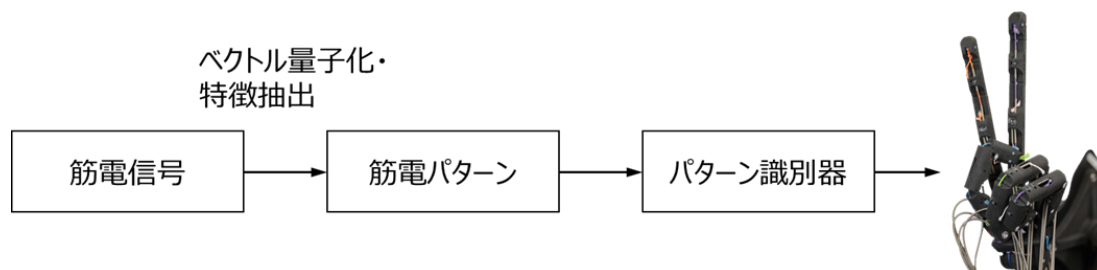 ベクトル量子化・
特徴抽出
筋電信号
筋電パターン
パターン識別器